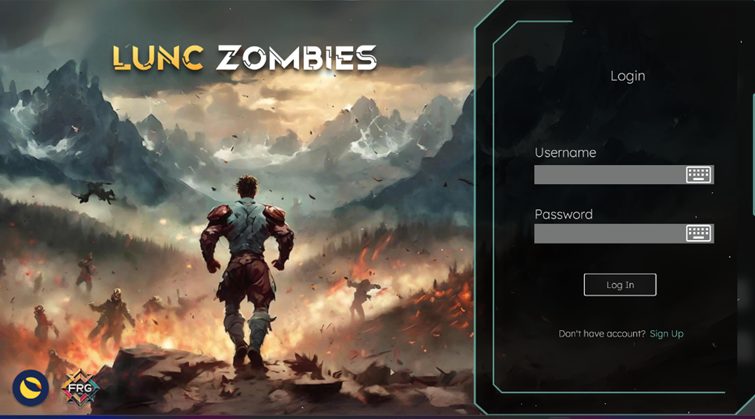 LUNC ZOMBIES
Login
Username
Password
Log In
Don't have account? Sign Up
FRG